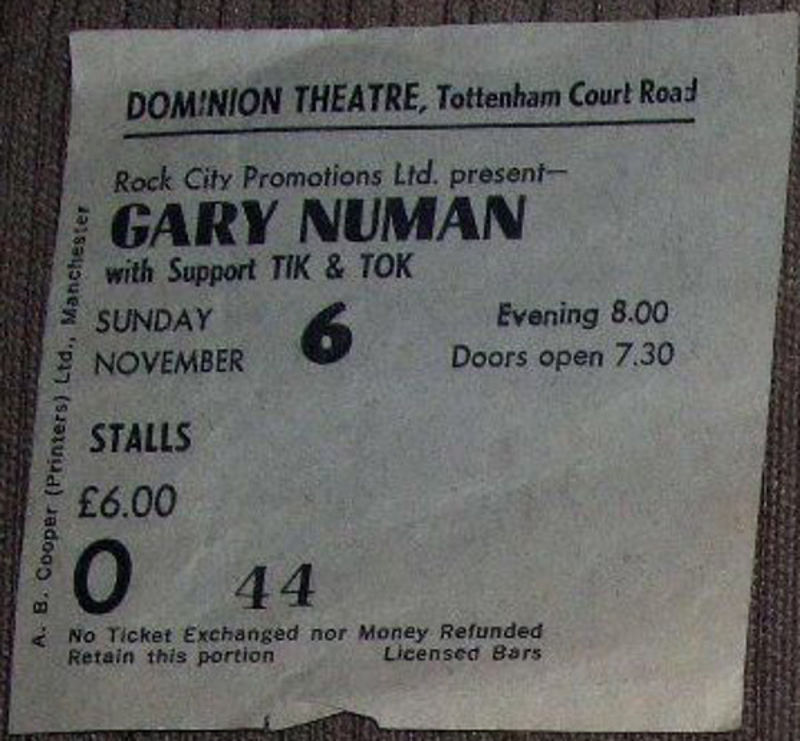 DOMINION THEATRE, Tottenham Court Road
Rock City Promotions Ltd. present—
GARY NUMAN
with Support TIK & TOK
SUNDAY 6 Evening 8.00
NOVEMBER Doors open 7.30
STALLS
£6.00
O 44
No Ticket Exchanged nor Money Refunded
Retain this portion Licensed Bars
A. B. Cooper (Printers) Ltd., Manchester